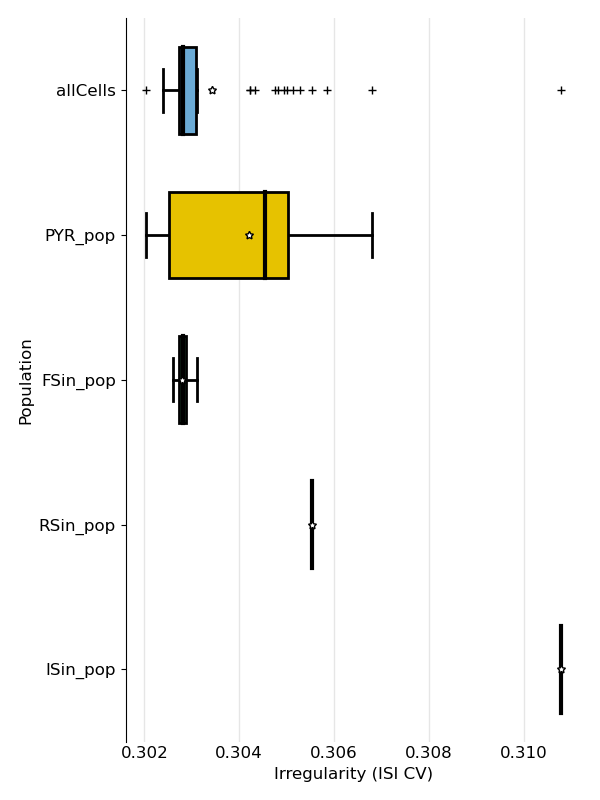 allCells
PYR_pop
FSin_pop
RSin_pop
ISin_pop
Population
0.302 0.304 0.306 0.308 0.310
Irregularity (ISI CV)